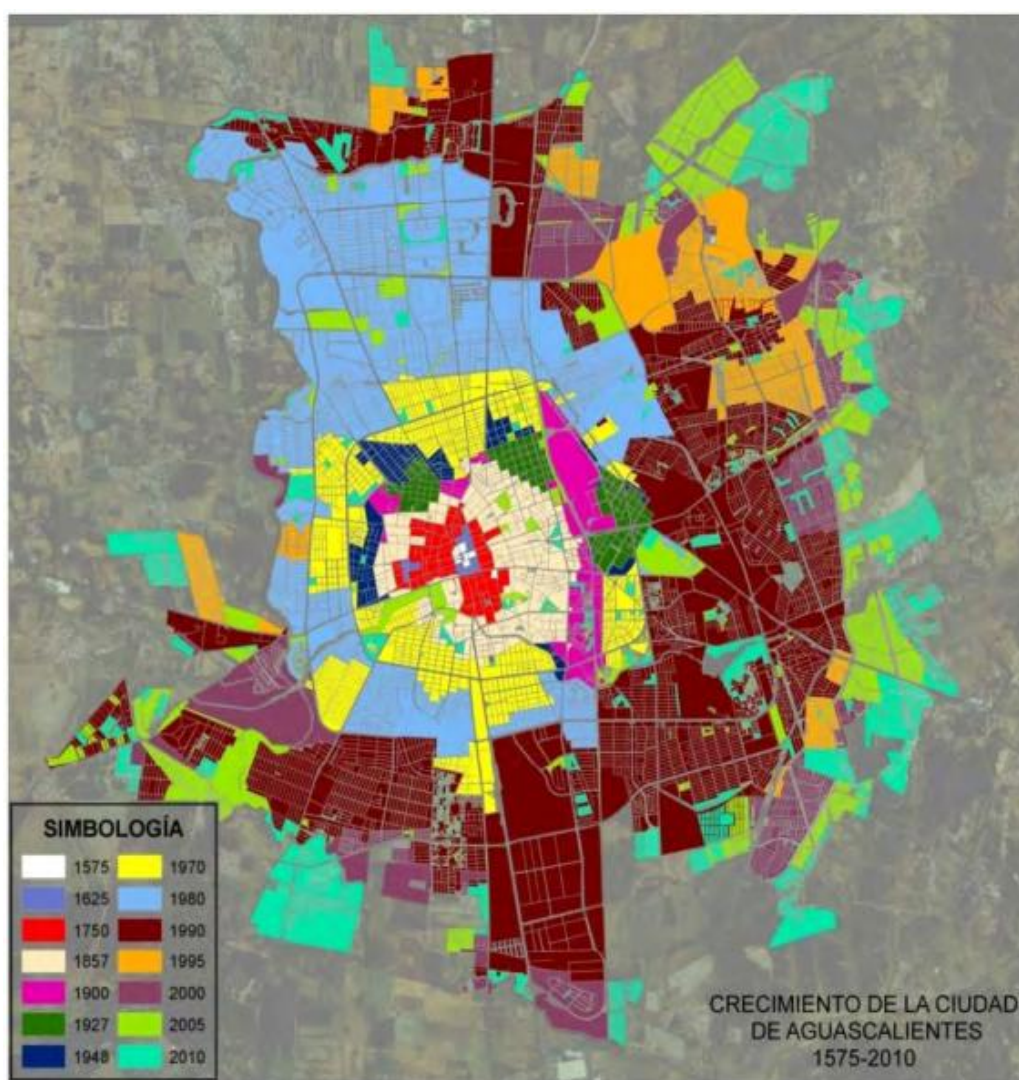 SIMBOLOGÍA
1575 1970
1625 1980
1750 1990
1857 1995
1900 2000
1927 2005
1948 2010
CRECIMIENTO DE LA CIUDAD
DE AGUASCALIENTES
1575-2010